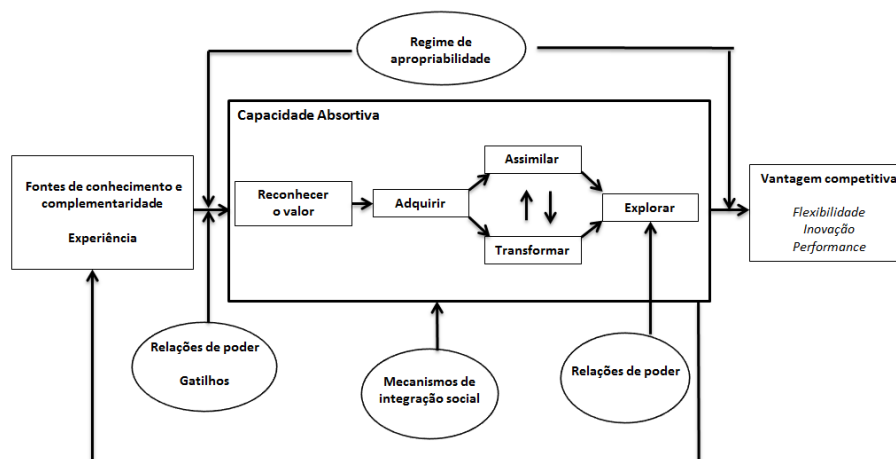 Regime de
apropriabilidade
Capacidade Absortiva
Fontes de conhecimento e
complementaridade
Experiência
Reconhecer
o valor
Adquirir
Assimilar
Transformar
Explorar
Vantagem competitiva
Flexibilidade
Inovação
Performance
Relações de poder
Gatilhos
Mecanismos de
integração social
Relações de poder